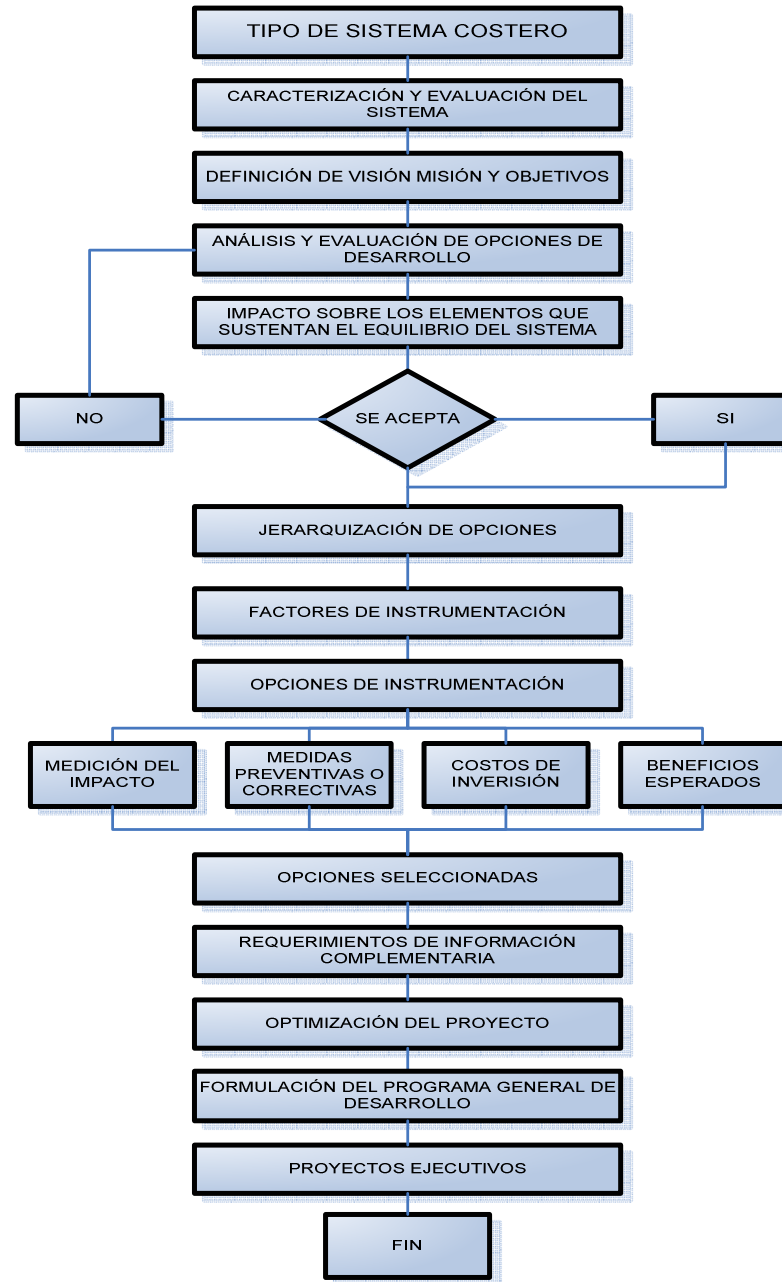 TIPO DE SISTEMA COSTERO
CARACTERIZACIÓN Y EVALUACIÓN DEL
SISTEMA
DEFINICIÓN DE VISIÓN MISIÓN Y OBJETIVOS
ANÁLISIS Y EVALUACIÓN DE OPCIONES DE
DESARROLLO
IMPACTO SOBRE LOS ELEMENTOS QUE
SUSTENTAN EL EQUILIBRIO DEL SISTEMA
NO
SE ACEPTA
SI
JERARQUIZACIÓN DE OPCIONES
FACTORES DE INSTRUMENTACIÓN
OPCIONES DE INSTRUMENTACIÓN
MEDICIÓN DEL
IMPACTO
MEDIDAS
PREVENTIVAS O
CORRECTIVAS
COSTOS DE
INVERISIÓN
BENEFICIOS
ESPERADOS
OPCIONES SELECCIONADAS
REQUERIMIENTOS DE INFORMACIÓN
COMPLEMENTARIA
OPTIMIZACIÓN DEL PROYECTO
FORMULACIÓN DEL PROGRAMA GENERAL DE
DESARROLLO
PROYECTOS EJECUTIVOS
FIN